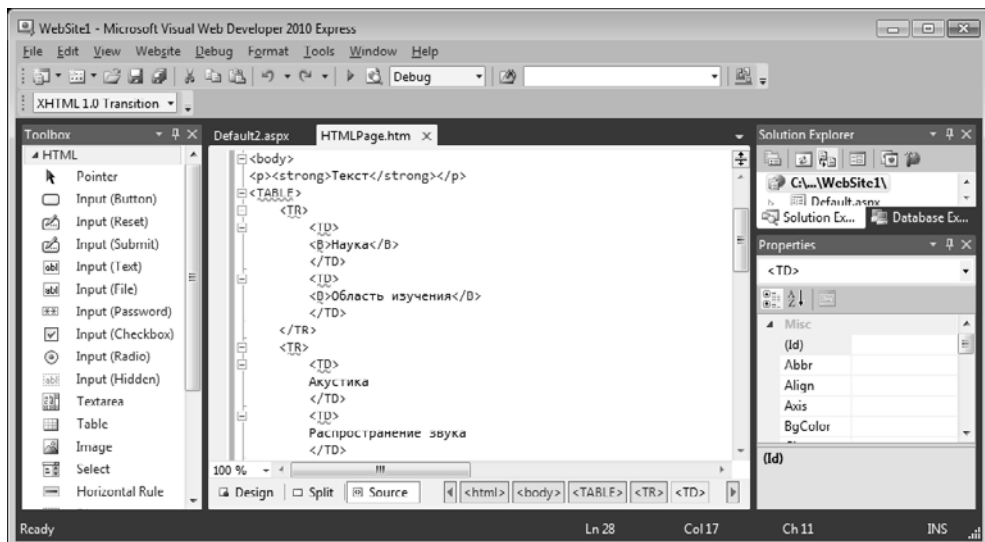 WebSite1 - Microsoft Visual Web Developer 2010 Express
File Edit View Website Debug Format Tools Window Help
Debug
XHTML 1.0 Transition
Toolbox
HTML
Pointer
Input (Button)
Input (Reset)
Input (Submit)
Input (Text)
Input (File)
Input (Password)
Input (Checkbox)
Input (Radio)
Input (Hidden)
Textarea
Table
Image
Select
Horizontal Rule
Default2.aspx HTMLPage.htm
<body>
<p><strong>Текст</strong></p>
<TABLE>
<TR>
<TD>
<B>Наука</B>
</TD>
<TD>
<B>Область изучения</B>
</TD>
</TR>
<TR>
<TD>
Акустика
</TD>
<TD>
Распространение звука
</TD>
100 %
Design Split Source <html> <body> <TABLE> <TR> <TD>
Solution Explorer
C:\...\WebSite1\
Default.aspx
Solution Ex... Database Ex...
Properties
<TD>
Misc
(Id)
Abbr
Align
Axis
BgColor
(Id)
Ready Ln 28 Col 17 Ch 11 INS